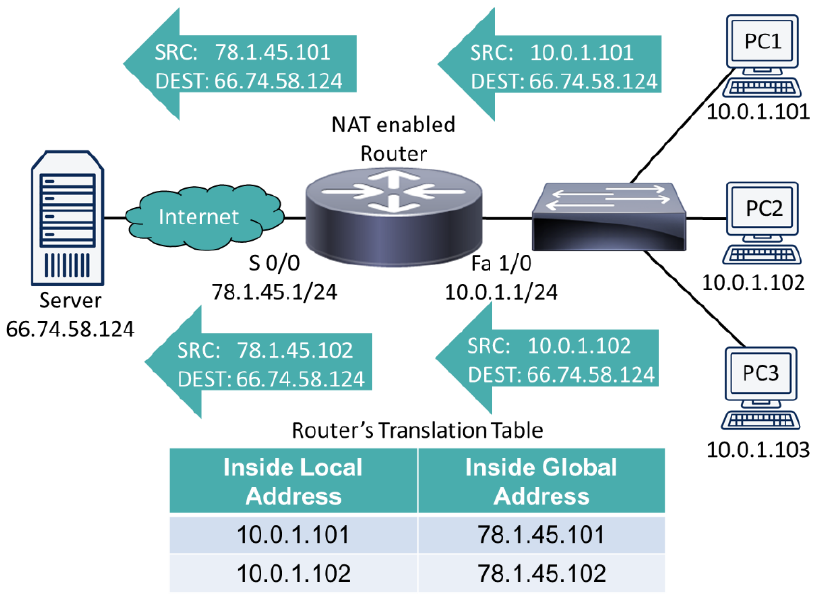 SRC: 78.1.45.101
DEST: 66.74.58.124
SRC: 10.0.1.101
DEST: 66.74.58.124
PC1
10.0.1.101
NAT enabled
Router
Internet
PC2
10.0.1.102
S 0/0
78.1.45.1/24
Fa 1/0
10.0.1.1/24
Server
66.74.58.124
SRC: 78.1.45.102
DEST: 66.74.58.124
SRC: 10.0.1.102
DEST: 66.74.58.124
PC3
10.0.1.103
Router’s Translation Table
Inside Local
Address
Inside Global
Address
10.0.1.101
78.1.45.101
10.0.1.102
78.1.45.102